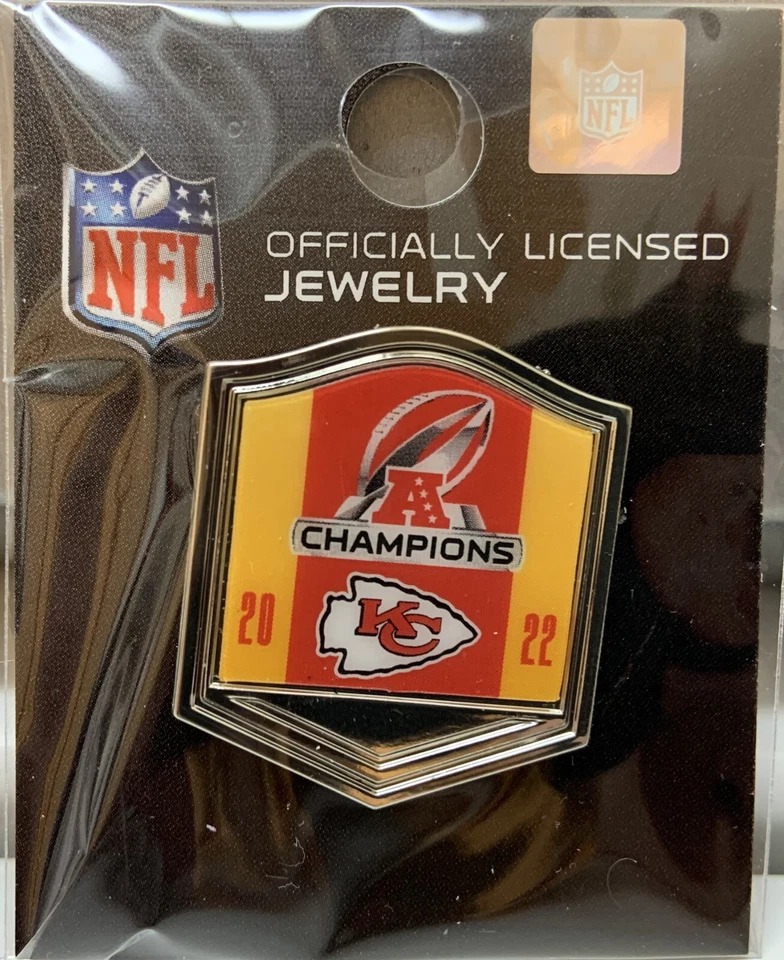 NFL
NFL
OFFICIALLY LICENSED
JEWELRY
A
CHAMPIONS
KC
20 22